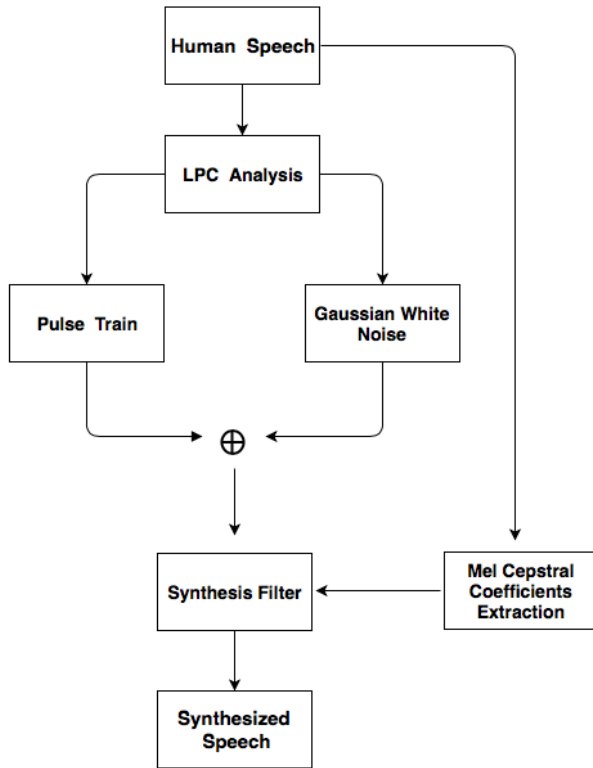 Human Speech
LPC Analysis
Pulse Train
Gaussian White
Noise
Synthesis Filter
Mel Cepstral
Coefficients
Extraction
Synthesized
Speech